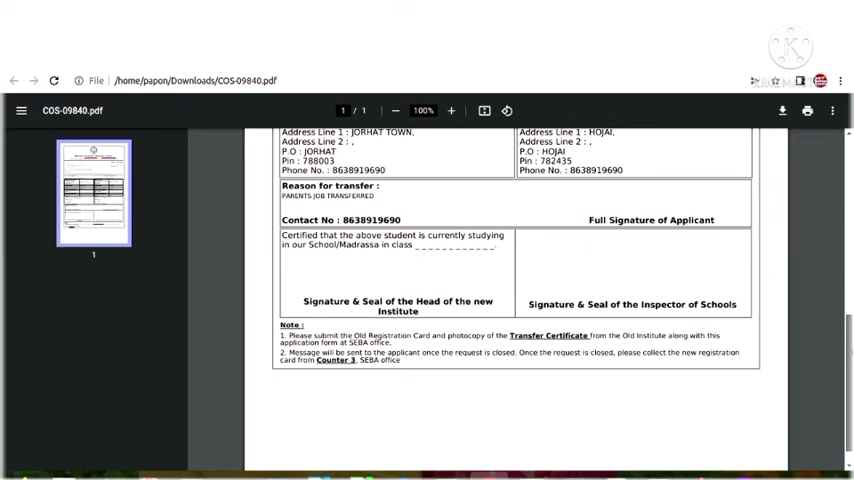 File /home/papon/Downloads/COS-09840.pdf
COS-09840.pdf 1 / 1 100%
Address Line 1 : JORHAT TOWN,
Address Line 2 : ,
P.O : JORHAT
Pin : 788003
Phone No. : 8638919690
Address Line 1 : HOJAI,
Address Line 2 : ,
P.O : HOJAI
Pin : 782435
Phone No. : 8638919690
Reason for transfer :
PARENTS JOB TRANSFERRED
Contact No : 8638919690
Full Signature of Applicant
Certified that the above student is currently studying
in our School/Madrassa in class _ _ _ _ _ _ _ _ _ _ _ _.
Signature & Seal of the Head of the new
Institute
Signature & Seal of the Inspector of Schools
Note :
1. Please submit the Old Registration Card and photocopy of the Transfer Certificate from the Old Institute along with this
application form at SEBA office.
2. Message will be sent to the applicant once the request is closed. Once the request is closed, please collect the new registration
card from Counter 3, SEBA office
1